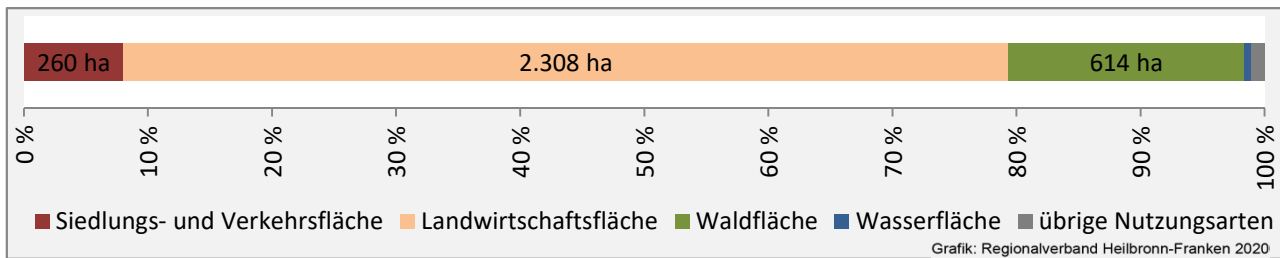 260 ha 2.308 ha 614 ha
0 % 10 % 20 % 30 % 40 % 50 % 60 % 70 % 80 % 90 % 100 %
Siedlungs- und Verkehrsfläche Landwirtschaftsfläche Waldfläche Wasserfläche übrige Nutzungsarten
Grafik: Regionalverband Heilbronn-Franken 2020